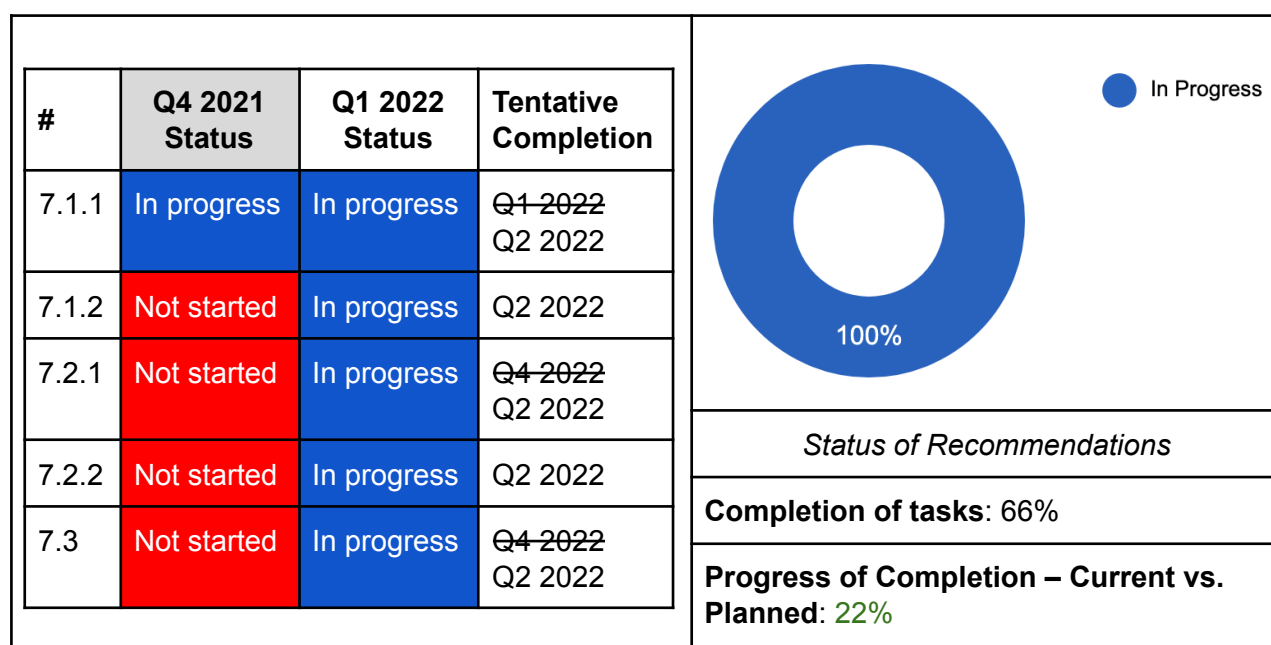 #
Q4 2021
Status
Q1 2022
Status
Tentative
Completion
7.1.1
In progress
In progress
Q1 2022
Q2 2022
7.1.2
Not started
In progress
Q2 2022
7.2.1
Not started
In progress
Q4 2022
Q2 2022
7.2.2
Not started
In progress
Q2 2022
7.3
Not started
In progress
Q4 2022
Q2 2022
In Progress
100%
Status of Recommendations
Completion of tasks: 66%
Progress of Completion – Current vs.
Planned: 22%